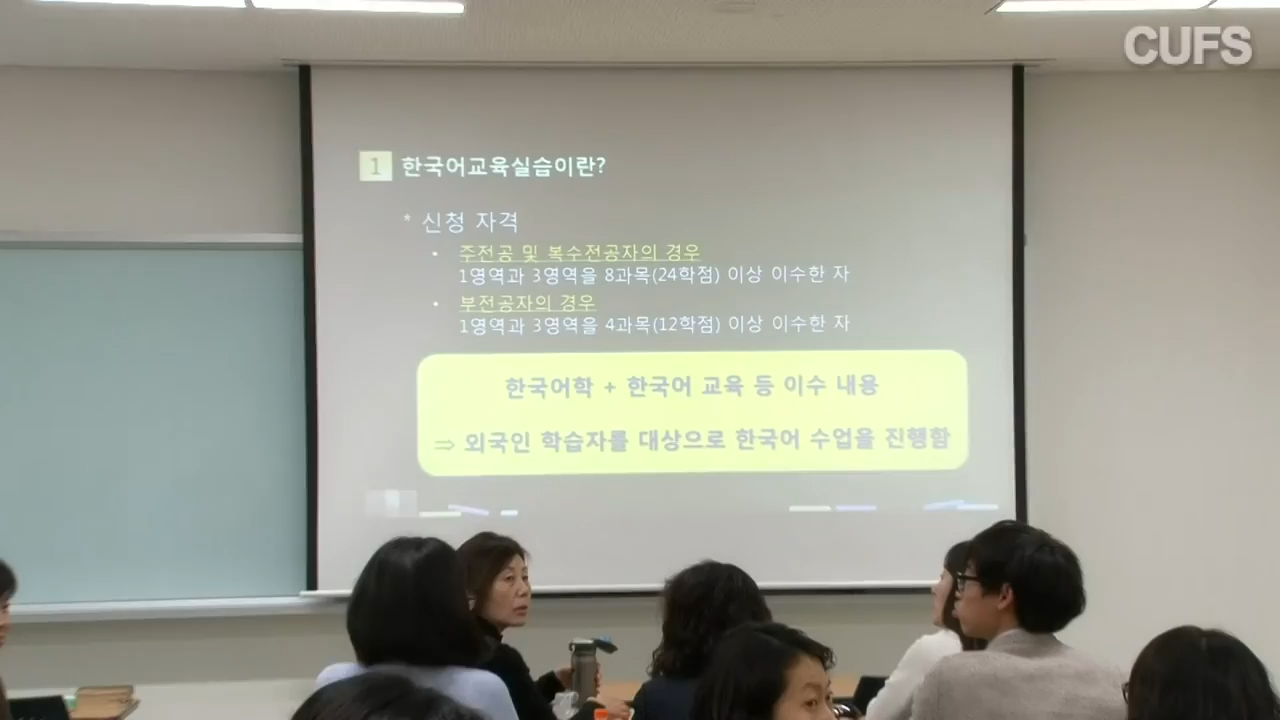 CUFS
1 한국어교육실습이란?
* 신청 자격
• 주전공 및 복수전공자의 경우
1영역과 3영역을 8과목(24학점) 이상 이수한 자
• 부전공자의 경우
1영역과 3영역을 4과목(12학점) 이상 이수한 자
한국어학 + 한국어 교육 등 이수 내용
⇒ 외국인 학습자를 대상으로 한국어 수업을 진행함